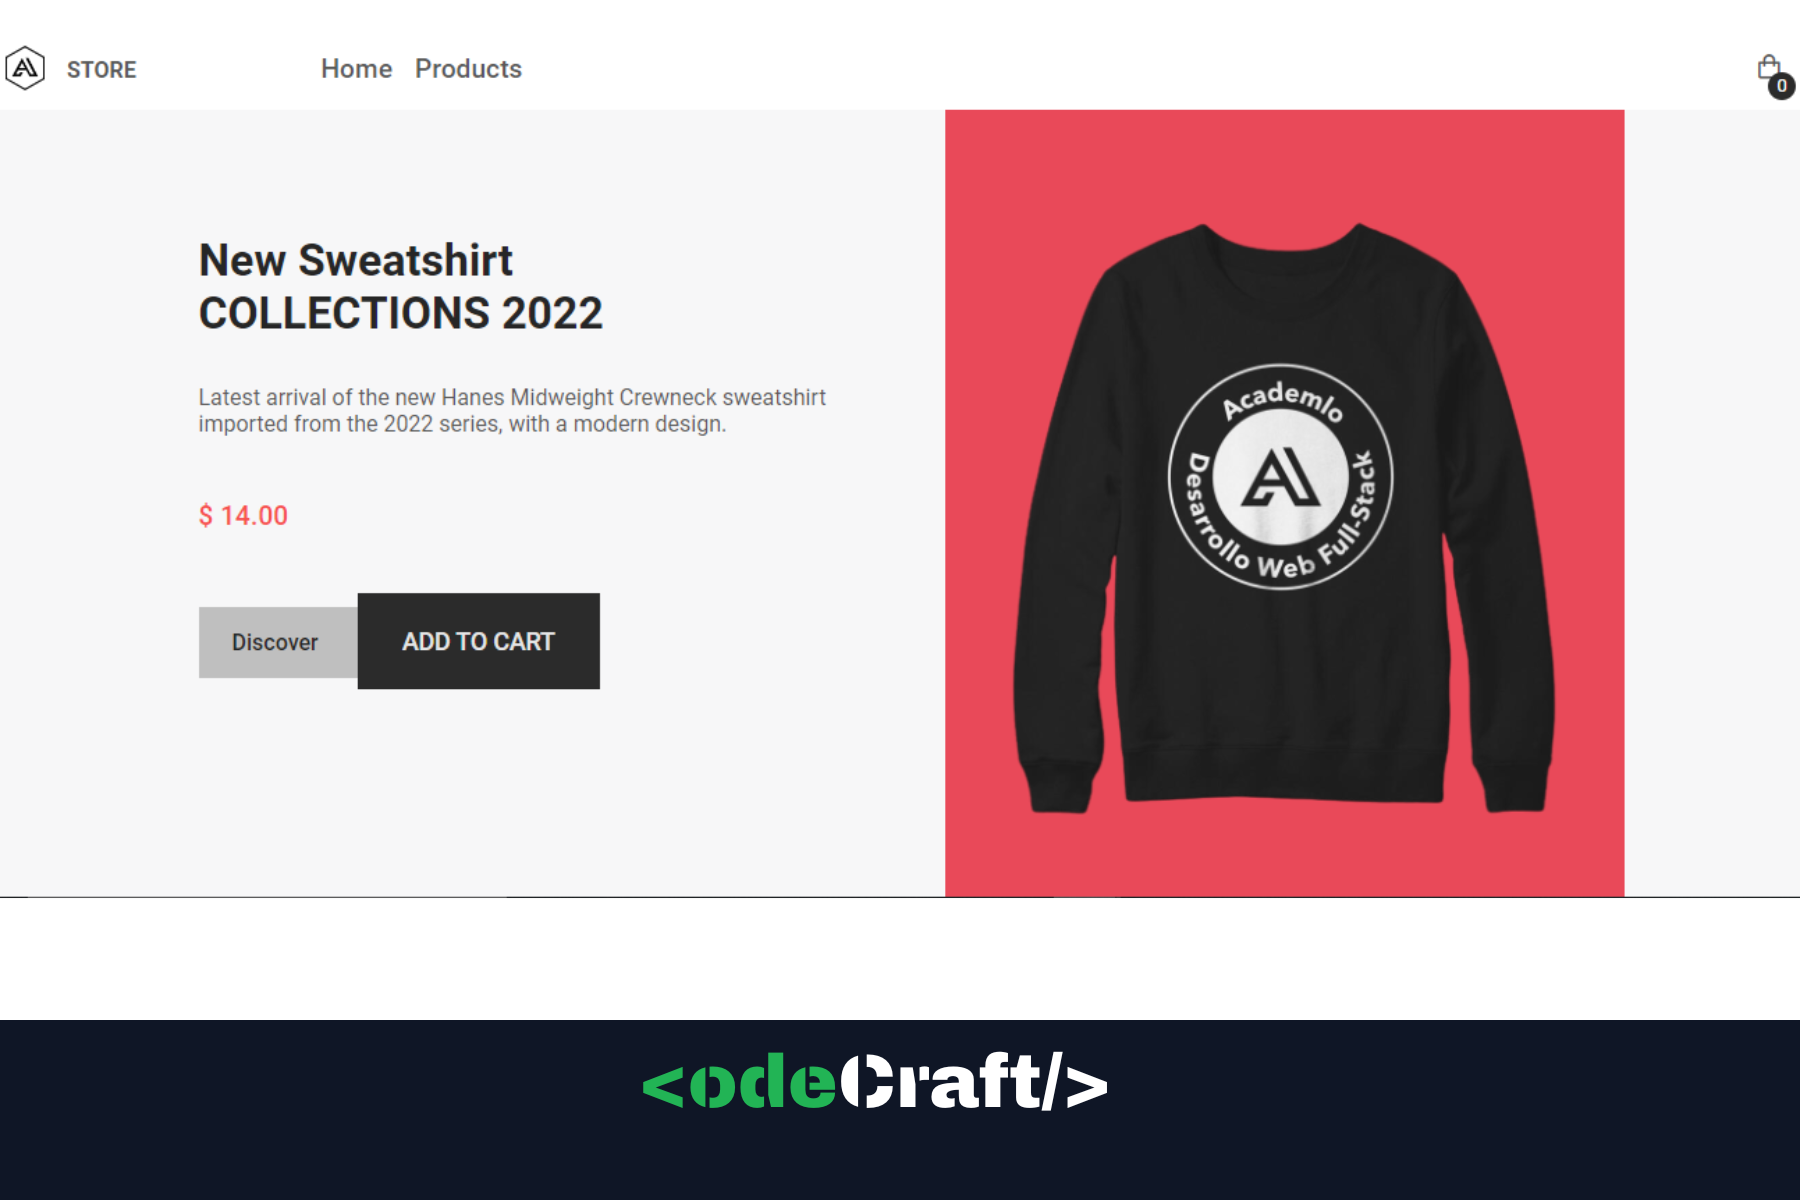 STORE
Home
Products
0
New Sweatshirt
COLLECTIONS 2022
Latest arrival of the new Hanes Midweight Crewneck sweatshirt
imported from the 2022 series, with a modern design.
$ 14.00
Discover
ADD TO CART
Academlo
Desarrollo Web Full-Stack
<odeCraft/>